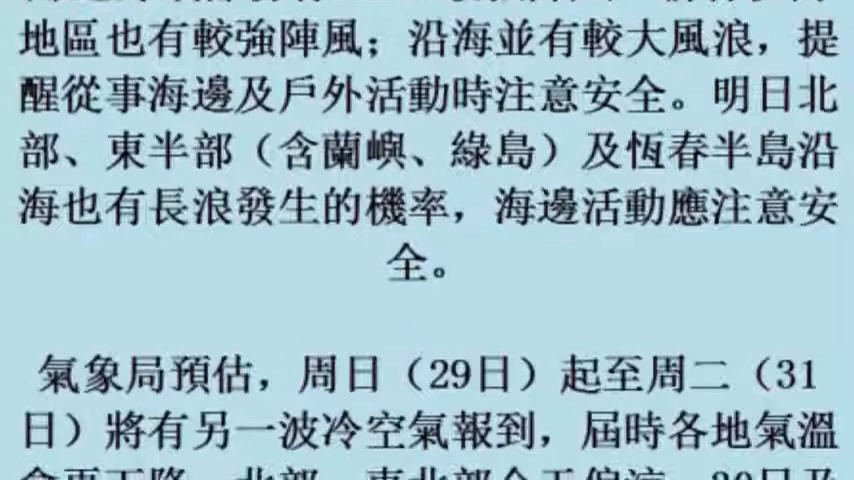 地區也有較強陣風；沿海並有較大風浪，提
醒從事海邊及戶外活動時注意安全。明日北
部、東半部（含蘭嶼、綠島）及恆春半島沿
海也有長浪發生的機率，海邊活動應注意安
全。
氣象局預估，周日（29日）起至周二（31
日）將有另一波冷空氣報到，屆時各地氣溫